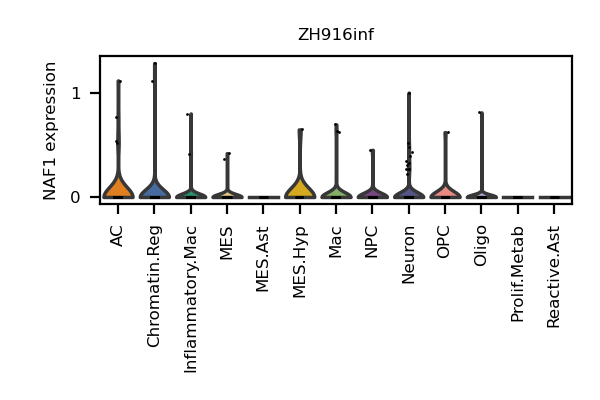 ZH916inf
NAF1 expression
1
0
AC
Chromatin.Reg
Inflammatory.Mac
MES
MES.Ast
MES.Hyp
Mac
NPC
Neuron
OPC
Oligo
Prolif.Metab
Reactive.Ast